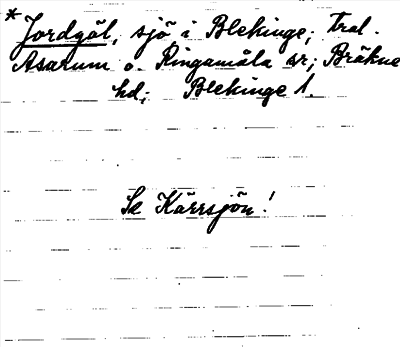 * Jordgöl, sjö i Blekinge; Tral.
Asarum o. Ringamåla sr; Bräkne
hd; Blekinge l.
Se Kärrsjön!